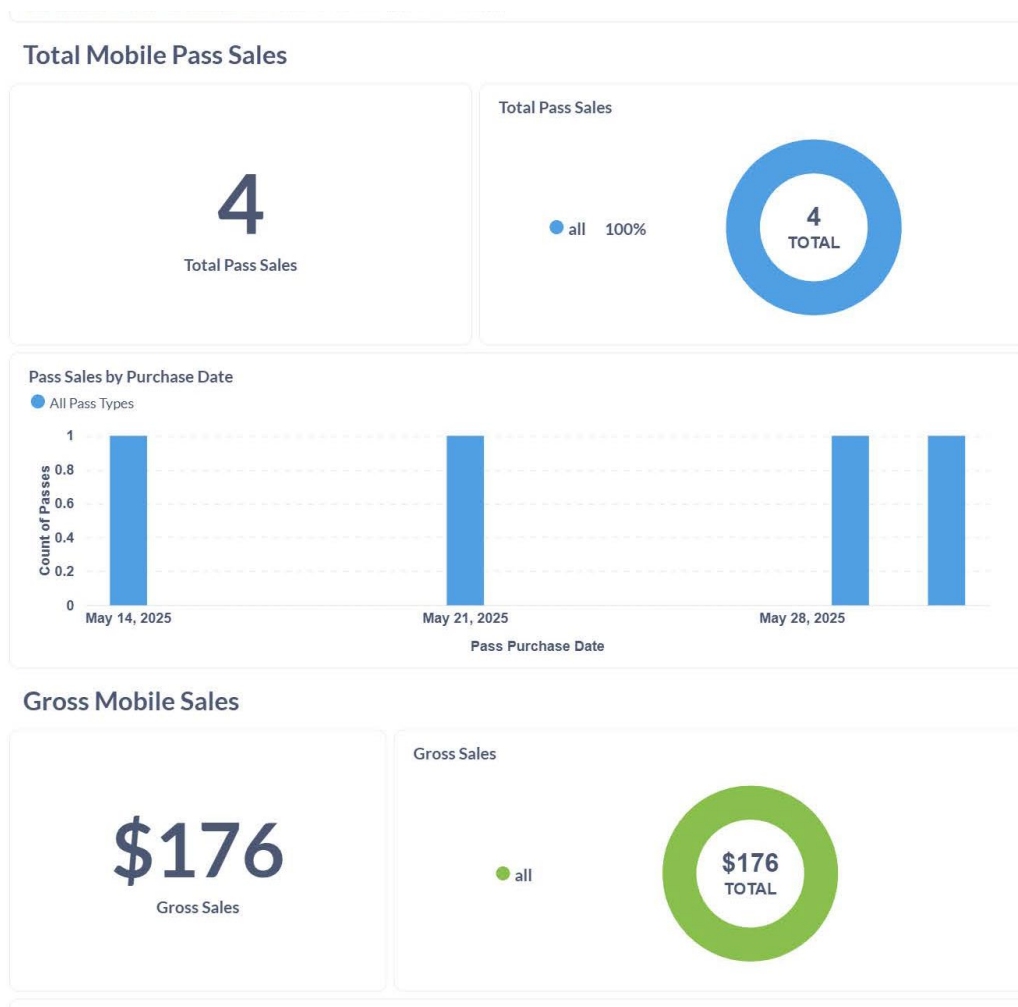 Total Mobile Pass Sales
4
Total Pass Sales
Total Pass Sales
all 100%
4
TOTAL
Pass Sales by Purchase Date
All Pass Types
Count of Passes
1
0.8
0.6
0.4
0.2
0
May 14, 2025 May 21, 2025 May 28, 2025
Pass Purchase Date
Gross Mobile Sales
$176
Gross Sales
Gross Sales
all
$176
TOTAL